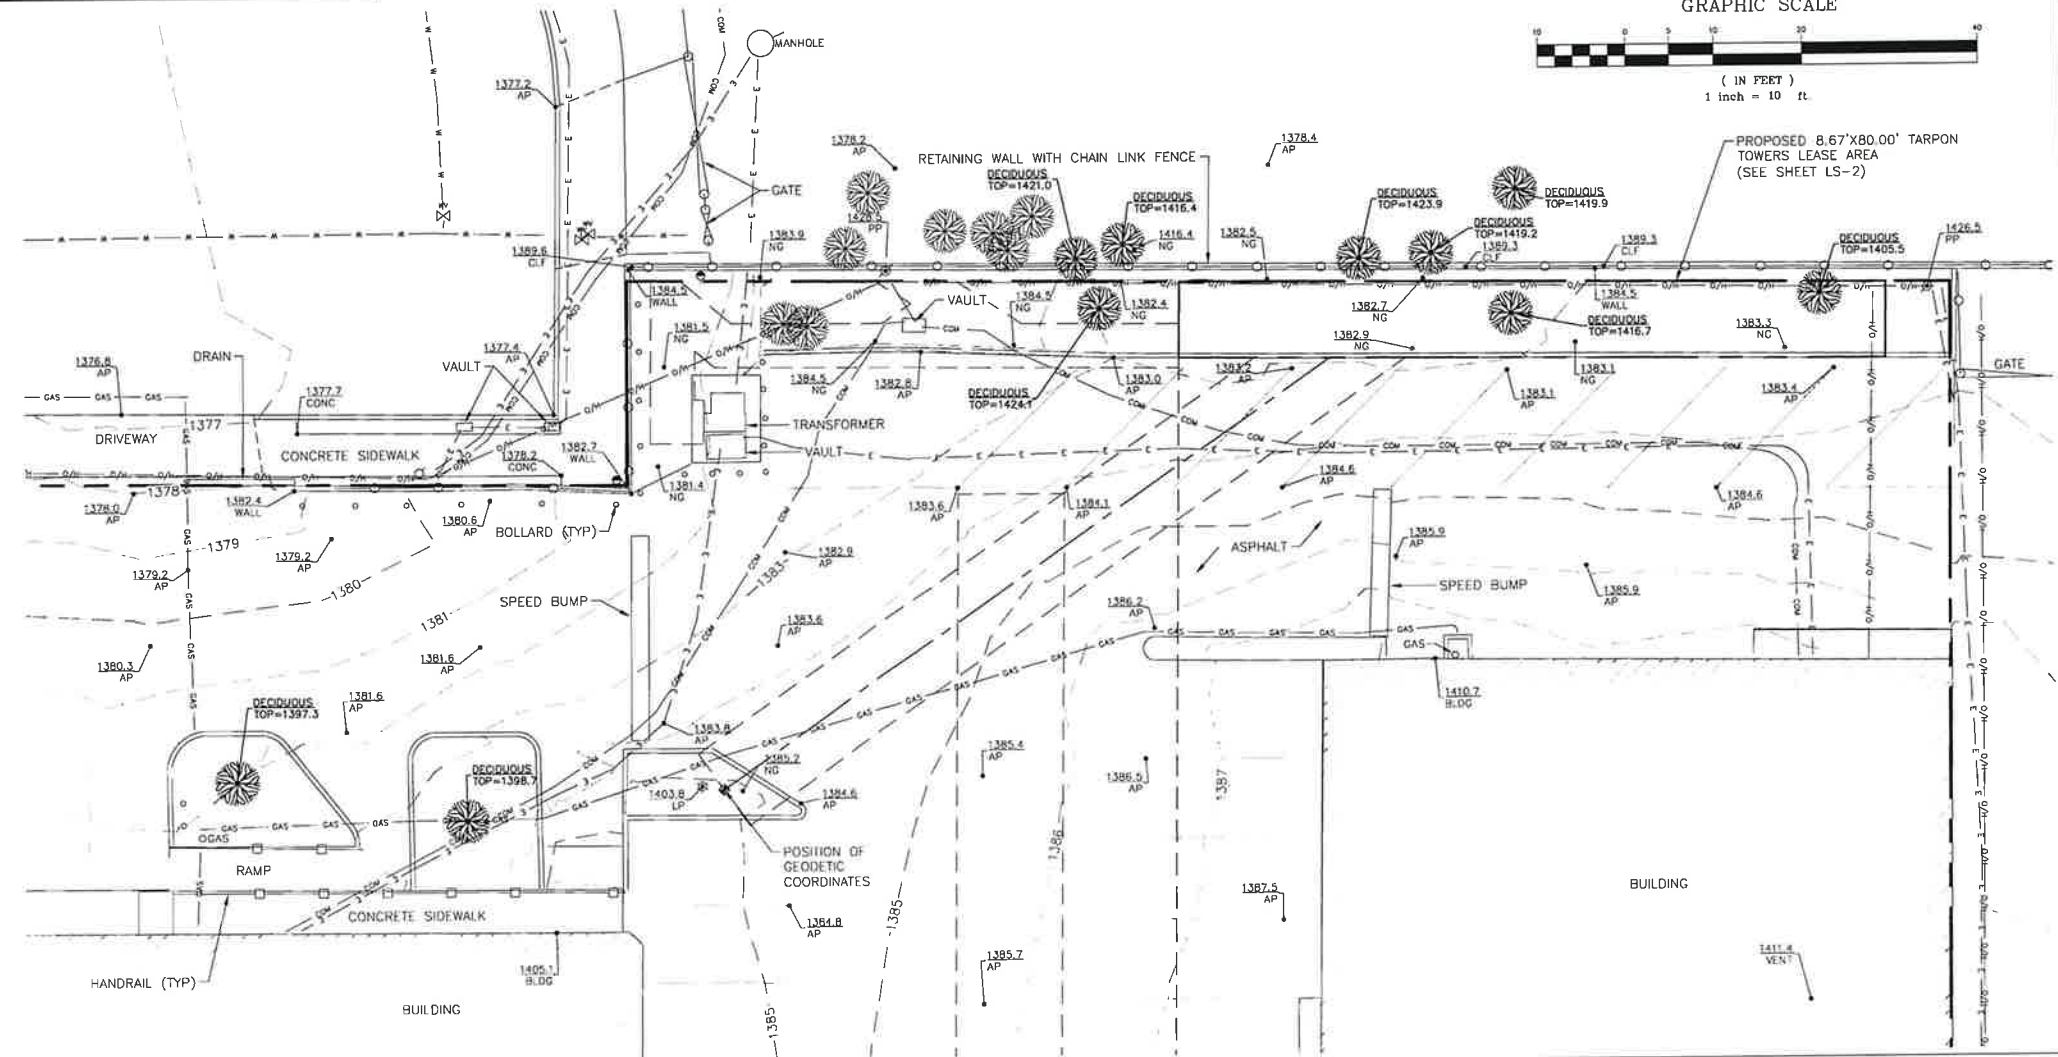 GRAPHIC SCALE
10 0 5 10 20 40
( IN FEET )
1 inch = 10 ft.
MANHOLE
1377.2
AP
1378.2
AP
RETAINING WALL WITH CHAIN LINK FENCE
1378.4
AP
PROPOSED 8.67'X80.00' TARPON
TOWERS LEASE AREA
(SEE SHEET LS-2)
GATE
DECIDUOUS
TOP=1421.0
DECIDUOUS
TOP=1416.4
DECIDUOUS
TOP=1423.9
DECIDUOUS
TOP=1419.9
DECIDUOUS
TOP=1419.2
DECIDUOUS
TOP=1405.5
1383.9
NG
PP
1416.4
NG
1382.5
NG
1389.3
CLF
1389.3
CLF
1426.5
PP
1389.6
CLF
1384.5
WALL
VAULT
1384.5
NG
1382.4
NG
1382.7
NG
1384.5
WALL
DECIDUOUS
TOP=1416.7
1383.3
NG
1381.5
NG
1382.9
NG
1376.8
AP
DRAIN
VAULT
1377.4
AP
1377.7
CONC
1384.5
NG
1382.8
AP
DECIDUOUS
TOP=1424.1
1383.0
AP
1383.2
AP
1383.1
AP
1383.1
NG
1383.4
AP
GATE
GAS GAS GAS
1377
DRIVEWAY
CONCRETE SIDEWALK
TRANSFORMER
VAULT
1378.2
CONC
1382.7
WALL
1381.4
NG
1378
1378.0
AP
1382.4
WALL
1380.6
AP
BOLLARD (TYP)
1383.6
AP
1384.1
AP
1384.6
AP
1384.6
AP
1379
1379.2
AP
1379.2
AP
1380
1381
1382.9
AP
1383
ASPHALT
1385.9
AP
SPEED BUMP
1385.9
AP
SPEED BUMP
1386.2
AP
1383.6
AP
1380.3
AP
1381.6
AP
1381.6
AP
GAS
1410.7
BLDG
DECIDUOUS
TOP=1397.3
1383.8
AP
1385.2
NG
1385.4
AP
1386.5
AP
1387
DECIDUOUS
TOP=1398.7
1403.8
LP
1384.6
AP
GAS
RAMP
POSITION OF
GEODETIC
COORDINATES
1386
CONCRETE SIDEWALK
1387.5
AP
BUILDING
1385
1384.8
AP
1385.7
AP
1411.4
VENT
HANDRAIL (TYP)
1405.1
BLDG
BUILDING
1385